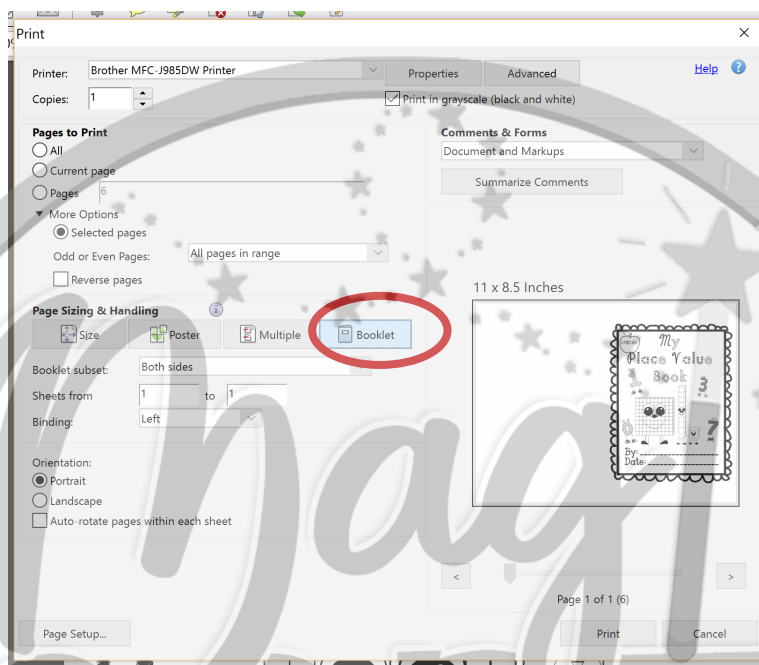 Print
Printer: Brother MFC-J985DW Printer Properties Advanced Help
Copies: 1 Print in grayscale (black and white)
Pages to Print
All
Current page
Pages 6
More Options
Selected pages
Odd or Even Pages: All pages in range
Reverse pages
Comments & Forms
Document and Markups
Summarize Comments
Page Sizing & Handling
Size Poster Multiple Booklet
Booklet subset: Both sides
Sheets from 1 to 1
Binding: Left
Orientation:
Portrait
Landscape
Auto-rotate pages within each sheet
11 x 8.5 Inches
My
Place Value
Book
3
0
7
By:
Date:
< >
Page 1 of 1 (6)
Page Setup... Print Cancel